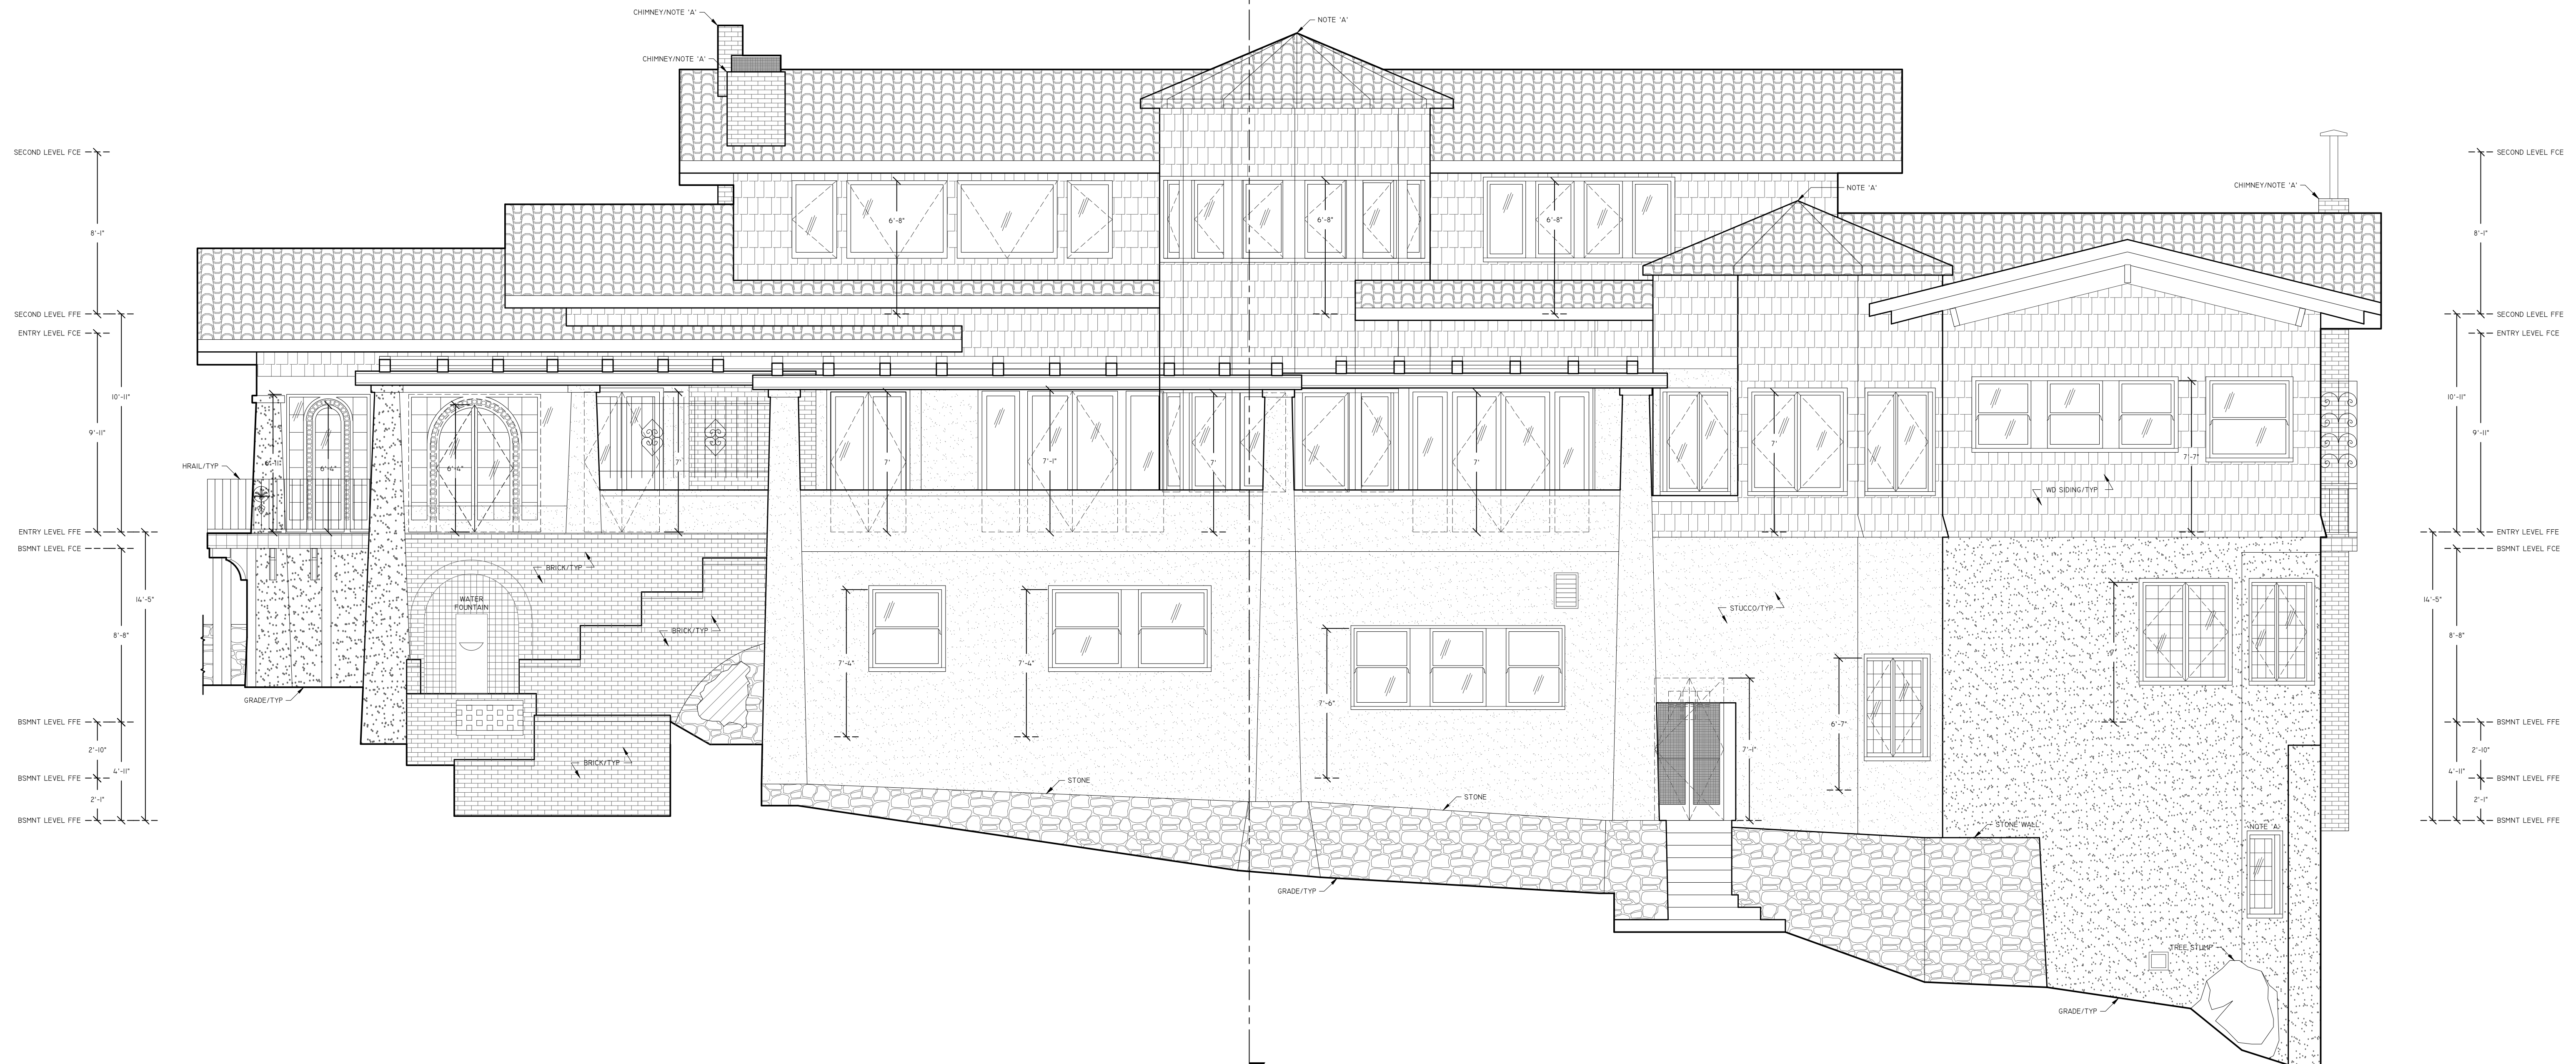 CHIMNEY/NOTE 'A'
NOTE 'A'
CHIMNEY/NOTE 'A'
SECOND LEVEL FCE
SECOND LEVEL FCE
CHIMNEY/NOTE 'A'
NOTE 'A'
6'-8"
6'-8"
6'-8"
8'-1"
8'-1"
SECOND LEVEL FFE
SECOND LEVEL FFE
ENTRY LEVEL FCE
ENTRY LEVEL FCE
10'-11"
10'-11"
9'-11"
9'-11"
HRAIL/TYP
6'-4"
6'-4"
7'
7'
7'-1"
7'
7'
7'
7'-7"
WD SIDING/TYP
ENTRY LEVEL FFE
ENTRY LEVEL FFE
BSMNT LEVEL FCE
BSMNT LEVEL FCE
BRICK/TYP
14'-5"
14'-5"
WATER
FOUNTAIN
STUCCO/TYP
8'-8"
8'-8"
BRICK/TYP
7'-4"
7'-4"
7'-6"
GRADE/TYP
BSMNT LEVEL FFE
BSMNT LEVEL FFE
6'-7"
7'-1"
2'-10"
2'-10"
BRICK/TYP
4'-11"
4'-11"
BSMNT LEVEL FFE
BSMNT LEVEL FFE
STONE
STONE
2'-1"
2'-1"
BSMNT LEVEL FFE
BSMNT LEVEL FFE
STONE WALL
NOTE 'A'
GRADE/TYP
TREE STUMP
GRADE/TYP